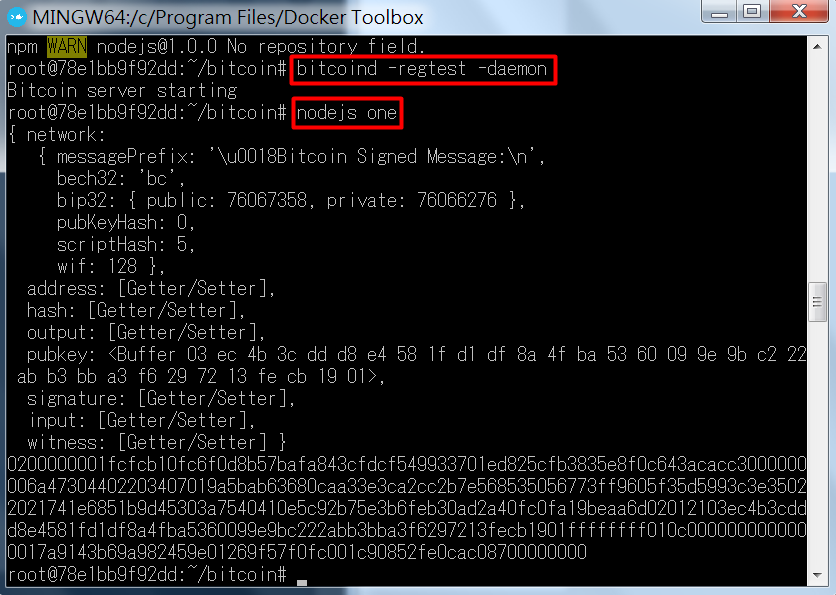 MINGW64:/c/Program Files/Docker Toolbox
npm WARN nodejs@1.0.0 No repository field.
root@78e1bb9f92dd:~/bitcoin# bitcoind -regtest -daemon
Bitcoin server starting
root@78e1bb9f92dd:~/bitcoin# nodejs one
{ network:
   { messagePrefix: '\u0018Bitcoin Signed Message:\n',
     bech32: 'bc',
     bip32: { public: 76067358, private: 76066276 },
     pubKeyHash: 0,
     scriptHash: 5,
     wif: 128 },
  address: [Getter/Setter],
  hash: [Getter/Setter],
  output: [Getter/Setter],
  pubkey: <Buffer 03 ec 4b 3c dd d8 e4 58 1f d1 df 8a 4f ba 53 60 09 9e 9b c2 22
 ab b3 bb a3 f6 29 72 13 fe cb 19 01>,
  signature: [Getter/Setter],
  input: [Getter/Setter],
  witness: [Getter/Setter] }
0200000001fcfcb10fc6f0d8b57bafa843cfdcf549933701ed825cfb3835e8f0c643acacc3000000
006a47304402203407019a5bab63680caa33e3ca2cc2b7e568535056773ff9605f35d5993c3e3502
2021741e6851b9d45303a7540410e5c92b75e3b6feb30ad2a40fc0fa19beaa6d02012103ec4b3cdd
d8e4581fd1df8a4fba5360099e9bc222abb3bba3f6297213fecb1901ffffffff010c000000000000
0017a9143b69a982459e01269f57f0fc001c90852fe0cac08700000000
root@78e1bb9f92dd:~/bitcoin#